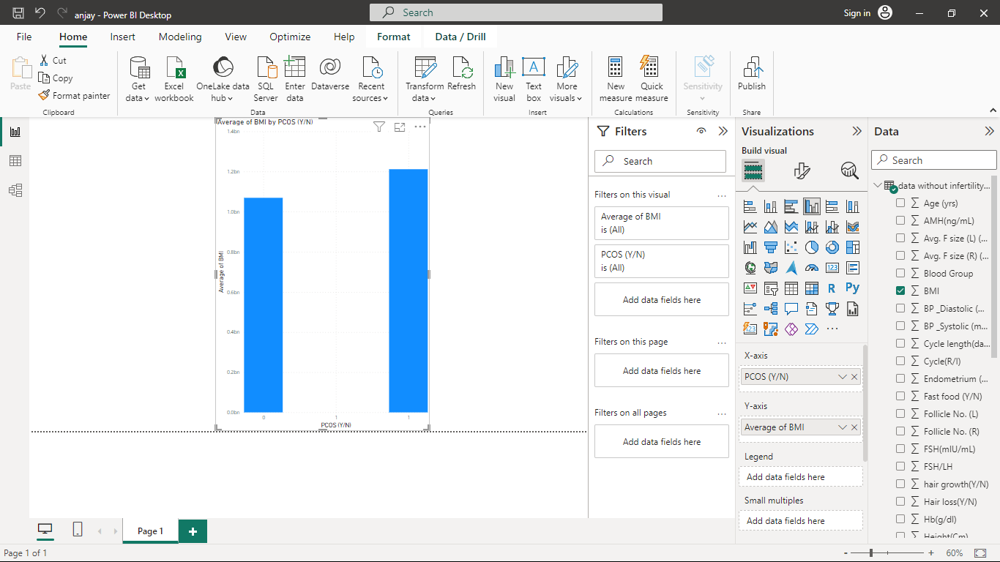 anjay - Power BI Desktop
Search
Sign in
File
Home
Insert
Modeling
View
Optimize
Help
Format
Data / Drill
Paste
Cut
Copy
Format painter
Clipboard
Get data
Excel workbook
OneLake data hub
SQL Server
Enter data
Dataverse
Recent sources
Data
Transform data
Refresh
Queries
New visual
Text box
More visuals
Insert
New measure
Quick measure
Calculations
Sensitivity
Sensitivity
Publish
Share
Average of BMI by PCOS (Y/N)
1.4bn
1.2bn
1.0bn
0.8bn
0.6bn
0.4bn
0.2bn
0.0bn
Average of BMI
0
1
1
PCOS (Y/N)
Filters
Search
Filters on this visual
Average of BMI
is (All)
PCOS (Y/N)
is (All)
Add data fields here
Filters on this page
Add data fields here
Filters on all pages
Add data fields here
Visualizations
Build visual
123
R
Py
123
X-axis
PCOS (Y/N)
Y-axis
Average of BMI
Legend
Add data fields here
Small multiples
Add data fields here
Data
Search
data without infertility...
Age (yrs)
AMH(ng/mL)
Avg. F size (L) (...
Avg. F size (R) (...
Blood Group
BMI
BP _Diastolic (...
BP _Systolic (m...
Cycle length(da...
Cycle(R/I)
Endometrium (...
Fast food (Y/N)
Follicle No. (L)
Follicle No. (R)
FSH(mIU/mL)
FSH/LH
hair growth(Y/N)
Hair loss(Y/N)
Hb(g/dl)
Height(Cm)
Page 1
Page 1 of 1
- +
60%